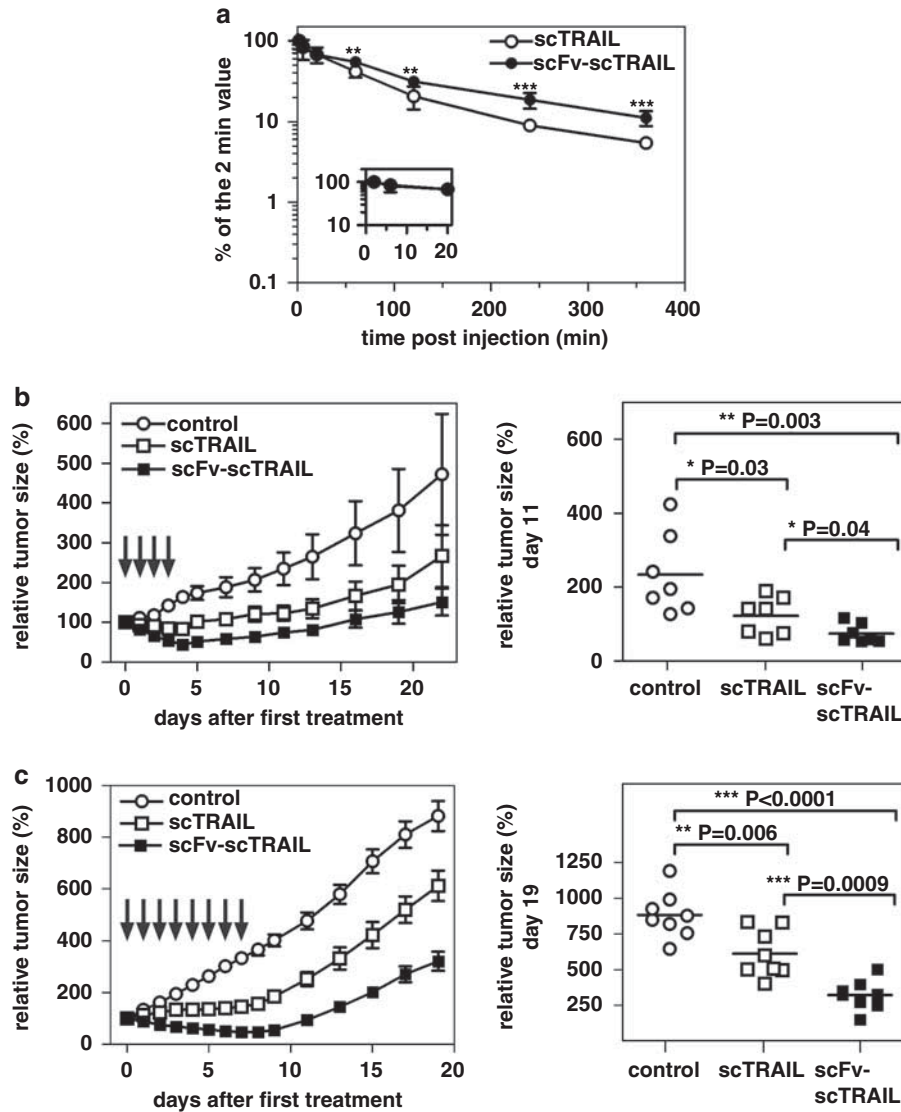 a
% of the 2 min value
100
10
1
0.1
scTRAIL
scFv-scTRAIL
**
**
***
***
100
10
0 10 20
0 100 200 300 400
time post injection (min)
b
relative tumor size (%)
600
500
400
300
200
100
0
control
scTRAIL
scFv-scTRAIL
0 5 10 15 20
days after first treatment
relative tumor size (%)
day 11
600
400
200
0
** P=0.003
* P=0.03
* P=0.04
control scTRAIL scFv-
scTRAIL
c
relative tumor size (%)
1000
800
600
400
200
0
control
scTRAIL
scFv-scTRAIL
0 5 10 15 20
days after first treatment
relative tumor size (%)
day 19
1250
1000
750
500
250
*** P<0.0001
** P=0.006
*** P=0.0009
control scTRAIL scFv-
scTRAIL